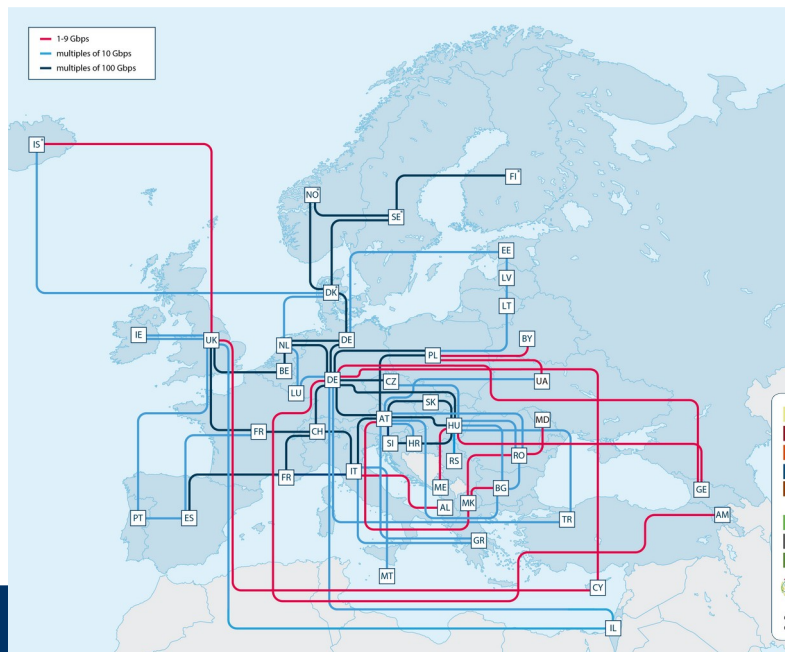 1-9 Gbps
multiples of 10 Gbps
multiples of 100 Gbps
IS
FI
NO
SE
EE
LV
DK
LT
IE
UK
NL
DE
BY
PL
BE
DE
CZ
UA
LU
SK
AT
MD
HU
FR
CH
SI
HR
RO
RS
FR
IT
ME
BG
GE
MK
AL
PT
ES
TR
AM
GR
MT
CY
IL